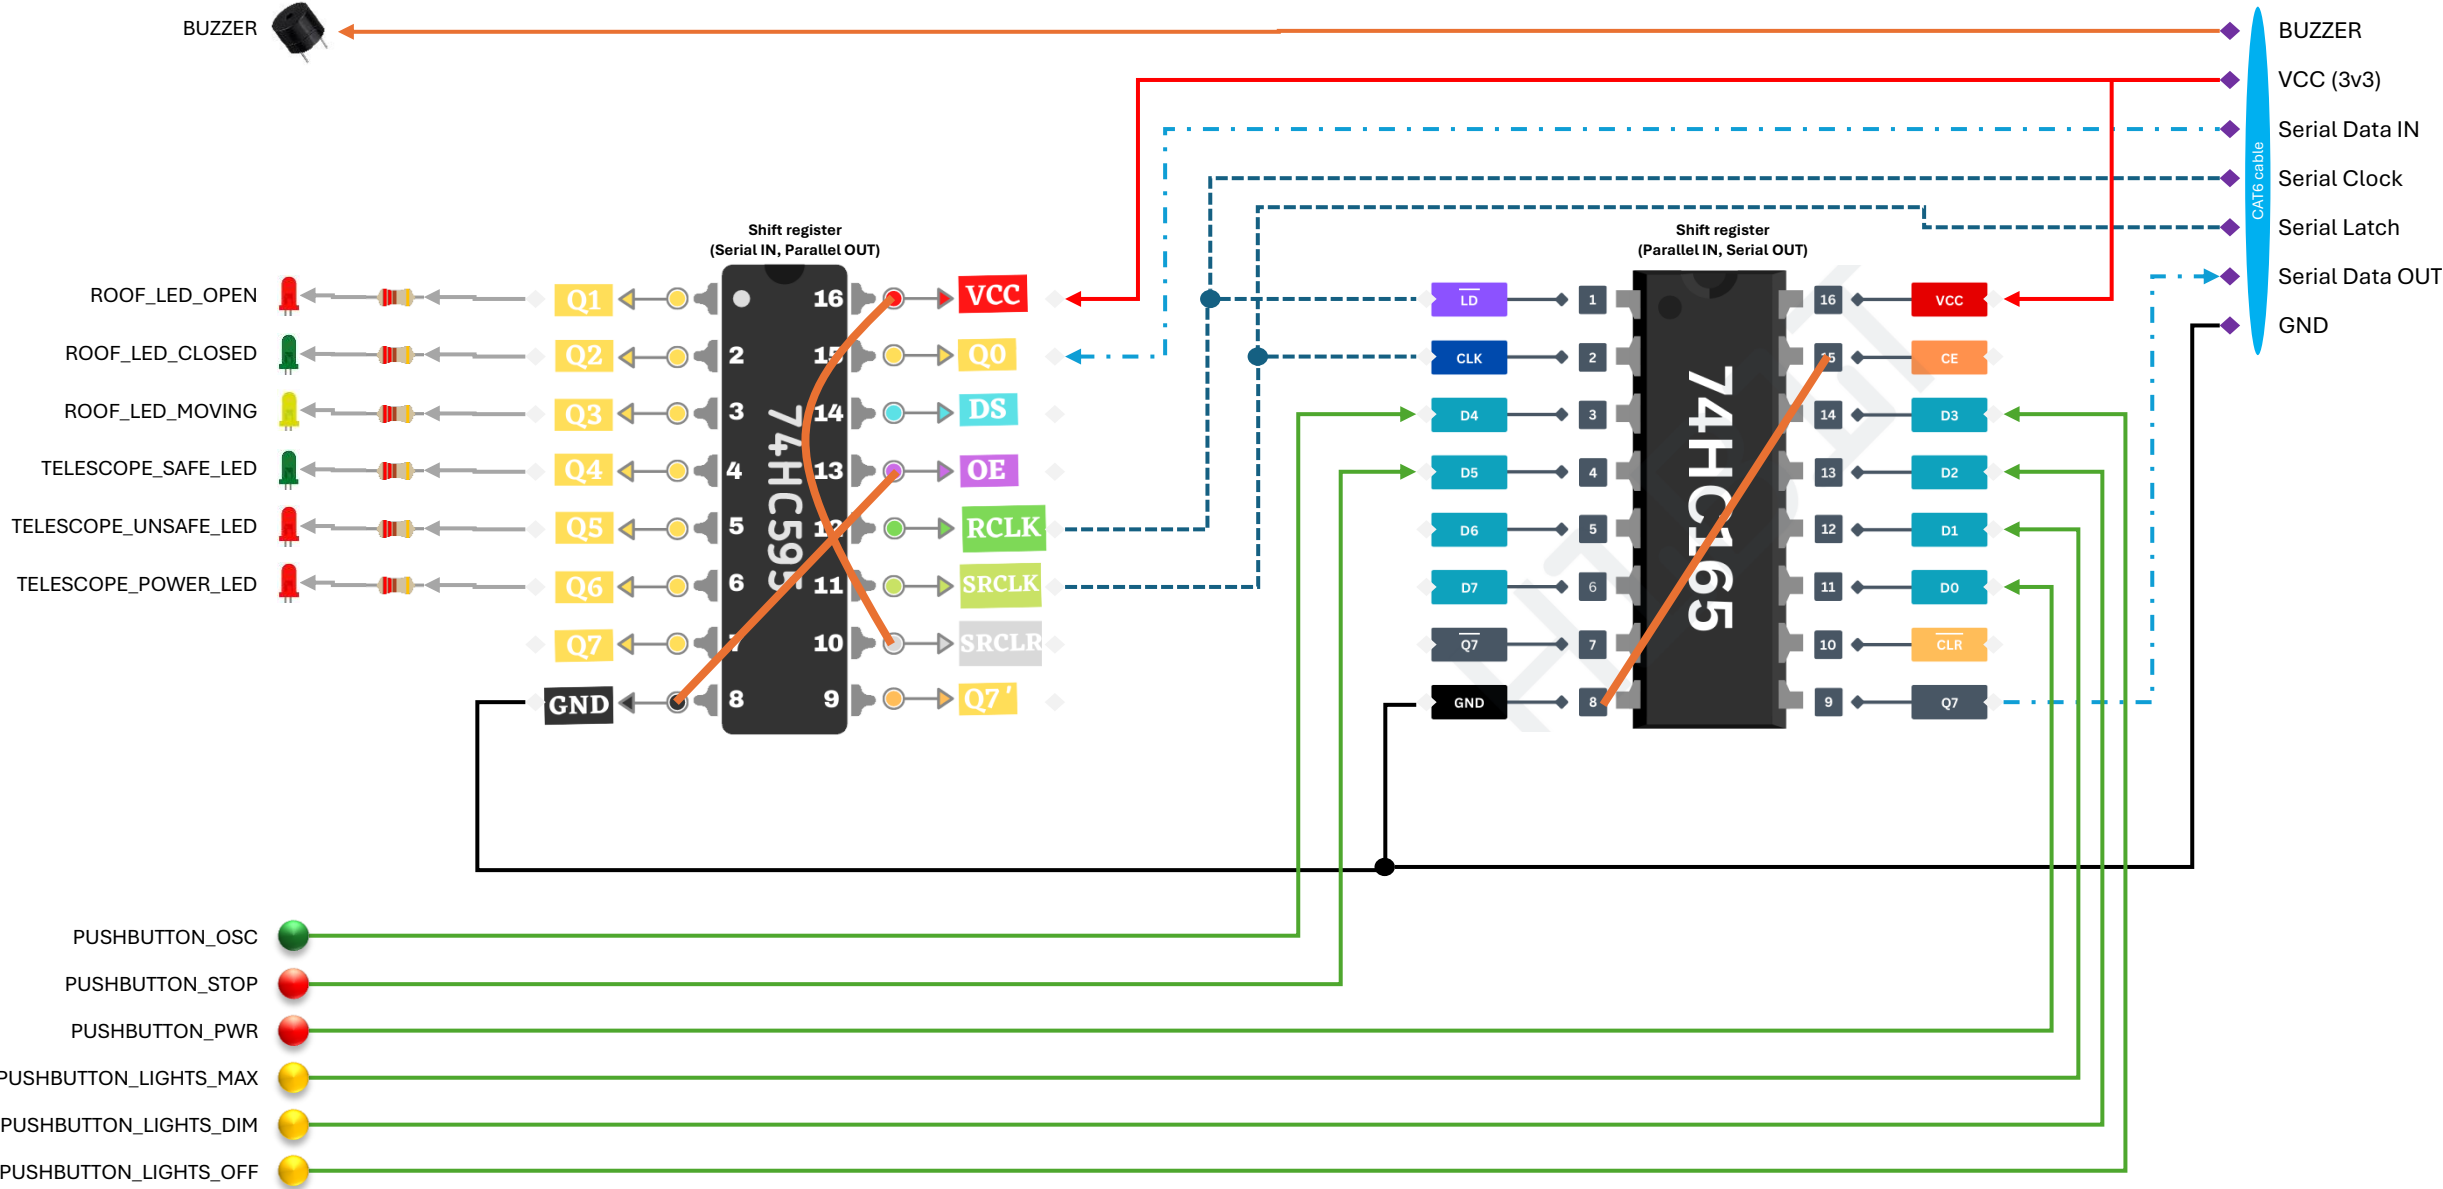 BUZZER
BUZZER
VCC (3v3)
Serial Data IN
Serial Clock
Serial Latch
Serial Data OUT
GND
CAT6 cable
Shift register
(Serial IN, Parallel OUT)
Shift register
(Parallel IN, Serial OUT)
ROOF_LED_OPEN
ROOF_LED_CLOSED
ROOF_LED_MOVING
TELESCOPE_SAFE_LED
TELESCOPE_UNSAFE_LED
TELESCOPE_POWER_LED
Q1
Q2
Q3
Q4
Q5
Q6
Q7
GND
2
3
4
5
6
7
8
74HC595
16
15
14
13
12
11
10
9
VCC
Q0
DS
OE
RCLK
SRCLK
SRCLR
Q7'
LD
CLK
D4
D5
D6
D7
Q7
GND
1
2
3
4
5
6
7
8
74HC165
16
15
14
13
12
11
10
9
VCC
CE
D3
D2
D1
D0
CLR
Q7
PUSHBUTTON_OSC
PUSHBUTTON_STOP
PUSHBUTTON_PWR
PUSHBUTTON_LIGHTS_MAX
PUSHBUTTON_LIGHTS_DIM
PUSHBUTTON_LIGHTS_OFF